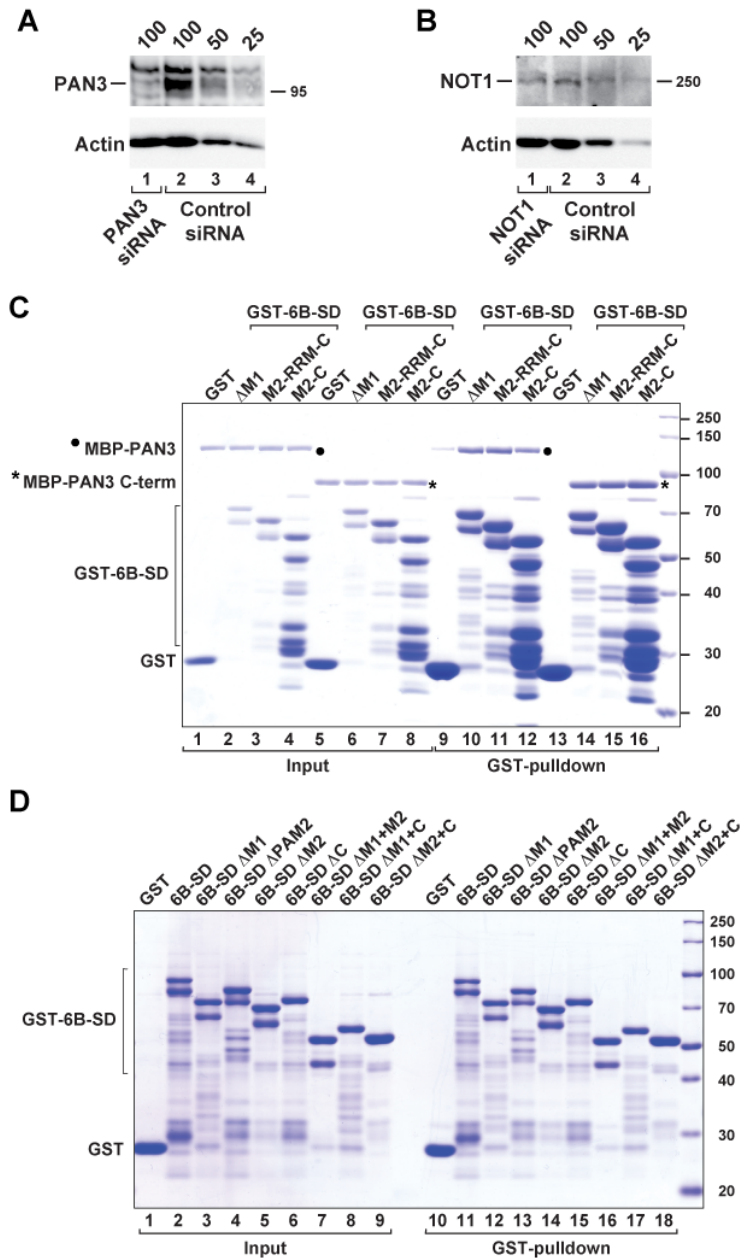 A
100 100 50 25
PAN3
95
Actin
1 2 3 4
PAN3 siRNA
Control siRNA
B
100 100 50 25
NOT1
250
Actin
1 2 3 4
NOT1 siRNA
Control siRNA
C
GST-6B-SD GST-6B-SD GST-6B-SD GST-6B-SD
GST ΔM1 M2-RRM-C M2-C GST ΔM1 M2-RRM-C M2-C GST ΔM1 M2-RRM-C M2-C GST ΔM1 M2-RRM-C M2-C
• MBP-PAN3 • •
* MBP-PAN3 C-term * *
GST-6B-SD
GST
250
150
100
70
50
40
30
20
1 2 3 4 5 6 7 8 9 10 11 12 13 14 15 16
Input GST-pulldown
D
GST 6B-SD 6B-SD ΔM1 6B-SD ΔPAM2 6B-SD ΔM2 6B-SD ΔC 6B-SD ΔM1+M2 6B-SD ΔM1+C 6B-SD ΔM2+C GST 6B-SD 6B-SD ΔM1 6B-SD ΔPAM2 6B-SD ΔM2 6B-SD ΔC 6B-SD ΔM1+M2 6B-SD ΔM1+C 6B-SD ΔM2+C
GST-6B-SD
GST
250
150
100
70
50
40
30
20
1 2 3 4 5 6 7 8 9 10 11 12 13 14 15 16 17 18
Input GST-pulldown